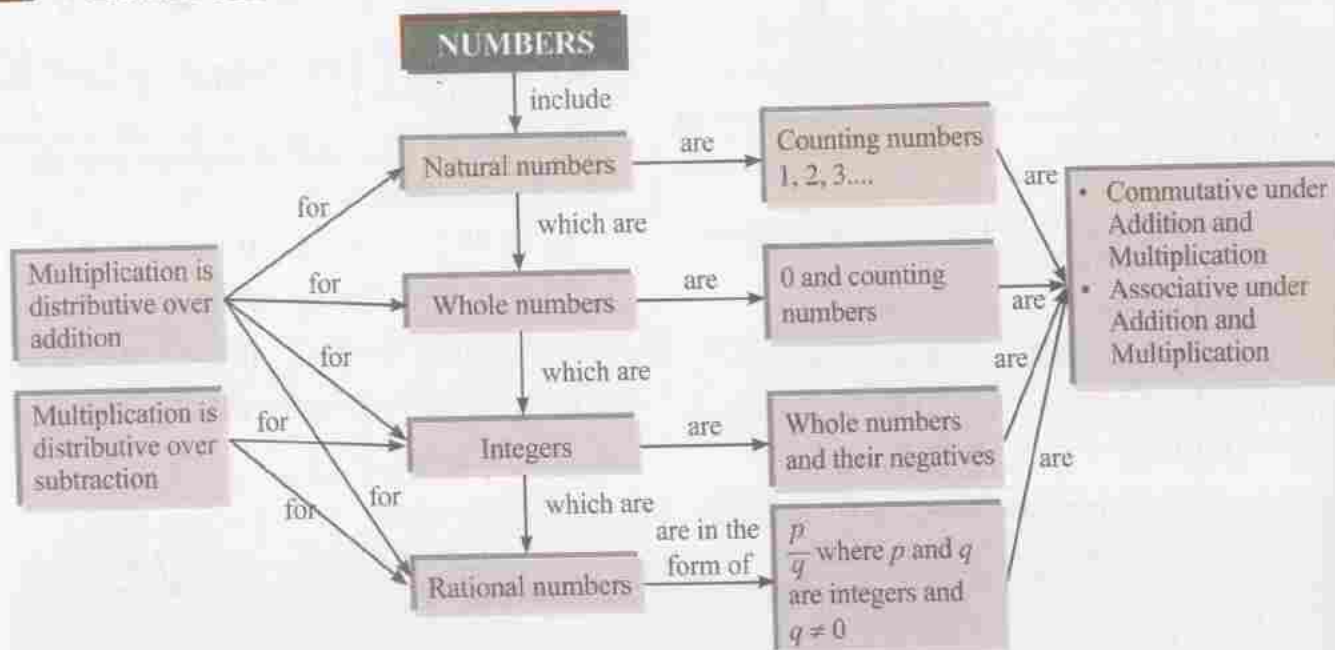 NUMBERS
include
Natural numbers
are
Counting numbers
1, 2, 3....
are
• Commutative under
Addition and
Multiplication
• Associative under
Addition and
Multiplication
for
which are
Multiplication is
distributive over
addition
for
Whole numbers
are
0 and counting
numbers
are
for
which are
are
Multiplication is
distributive over
subtraction
for
Integers
are
Whole numbers
and their negatives
are
for
for
which are
are in the
form of
Rational numbers
p/q where p and q
are integers and
q ≠ 0